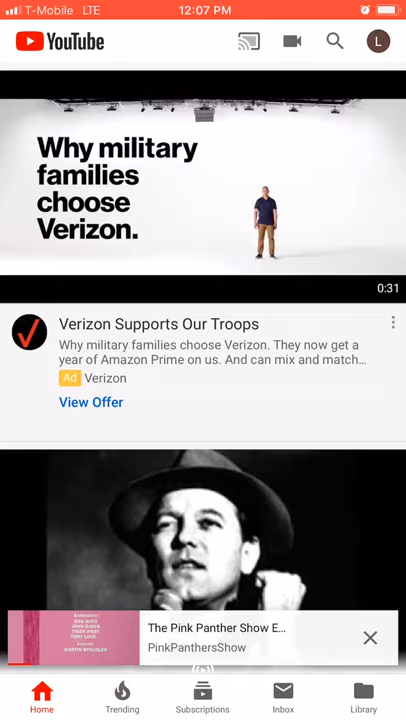 T-Mobile LTE 12:07 PM
YouTube
L
Why military
families
choose
Verizon.
0:31
Verizon Supports Our Troops
Why military families choose Verizon. They now get a
year of Amazon Prime on us. And can mix and match...
Ad Verizon
View Offer
The Pink Panther Show E...
PinkPanthersShow
Home Trending Subscriptions Inbox Library